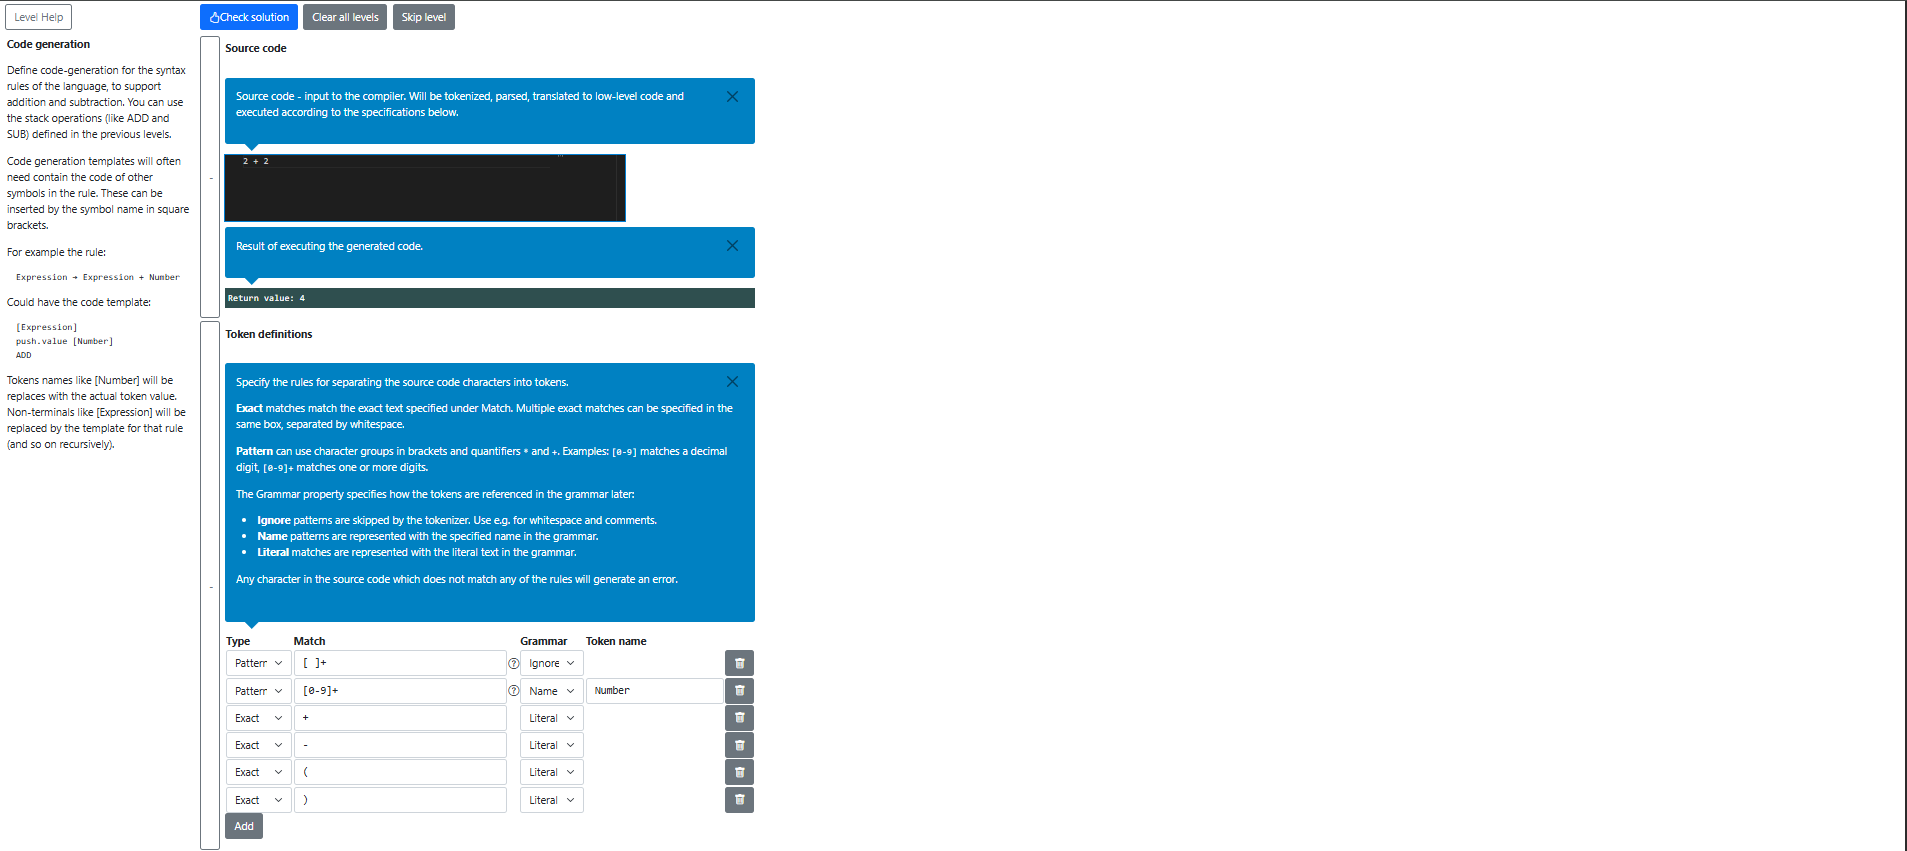 Level Help
Check solution
Clear all levels
Skip level
Code generation
Define code-generation for the syntax
rules of the language, to support
addition and subtraction. You can use
the stack operations (like ADD and
SUB) defined in the previous levels.
Code generation templates will often
need contain the code of other
symbols in the rule. These can be
inserted by the symbol name in square
brackets.
For example the rule:
Expression → Expression + Number
Could have the code template:
[Expression]
push.value [Number]
ADD
Tokens names like [Number] will be
replaces with the actual token value.
Non-terminals like [Expression] will be
replaced by the template for that rule
(and so on recursively).
-
Source code
Source code - input to the compiler. Will be tokenized, parsed, translated to low-level code and
executed according to the specifications below.
2 + 2
Result of executing the generated code.
Return value: 4
-
Token definitions
Specify the rules for separating the source code characters into tokens.
Exact matches match the exact text specified under Match. Multiple exact matches can be specified in the
same box, separated by whitespace.
Pattern can use character groups in brackets and quantifiers * and +. Examples: [0-9] matches a decimal
digit, [0-9]+ matches one or more digits.
The Grammar property specifies how the tokens are referenced in the grammar later:
• Ignore patterns are skipped by the tokenizer. Use e.g. for whitespace and comments.
• Name patterns are represented with the specified name in the grammar.
• Literal matches are represented with the literal text in the grammar.
Any character in the source code which does not match any of the rules will generate an error.
Type Match Grammar Token name
Pattern [ ]+ ? Ignore
Pattern [0-9]+ ? Name Number
Exact + Literal
Exact - Literal
Exact ( Literal
Exact ) Literal
Add